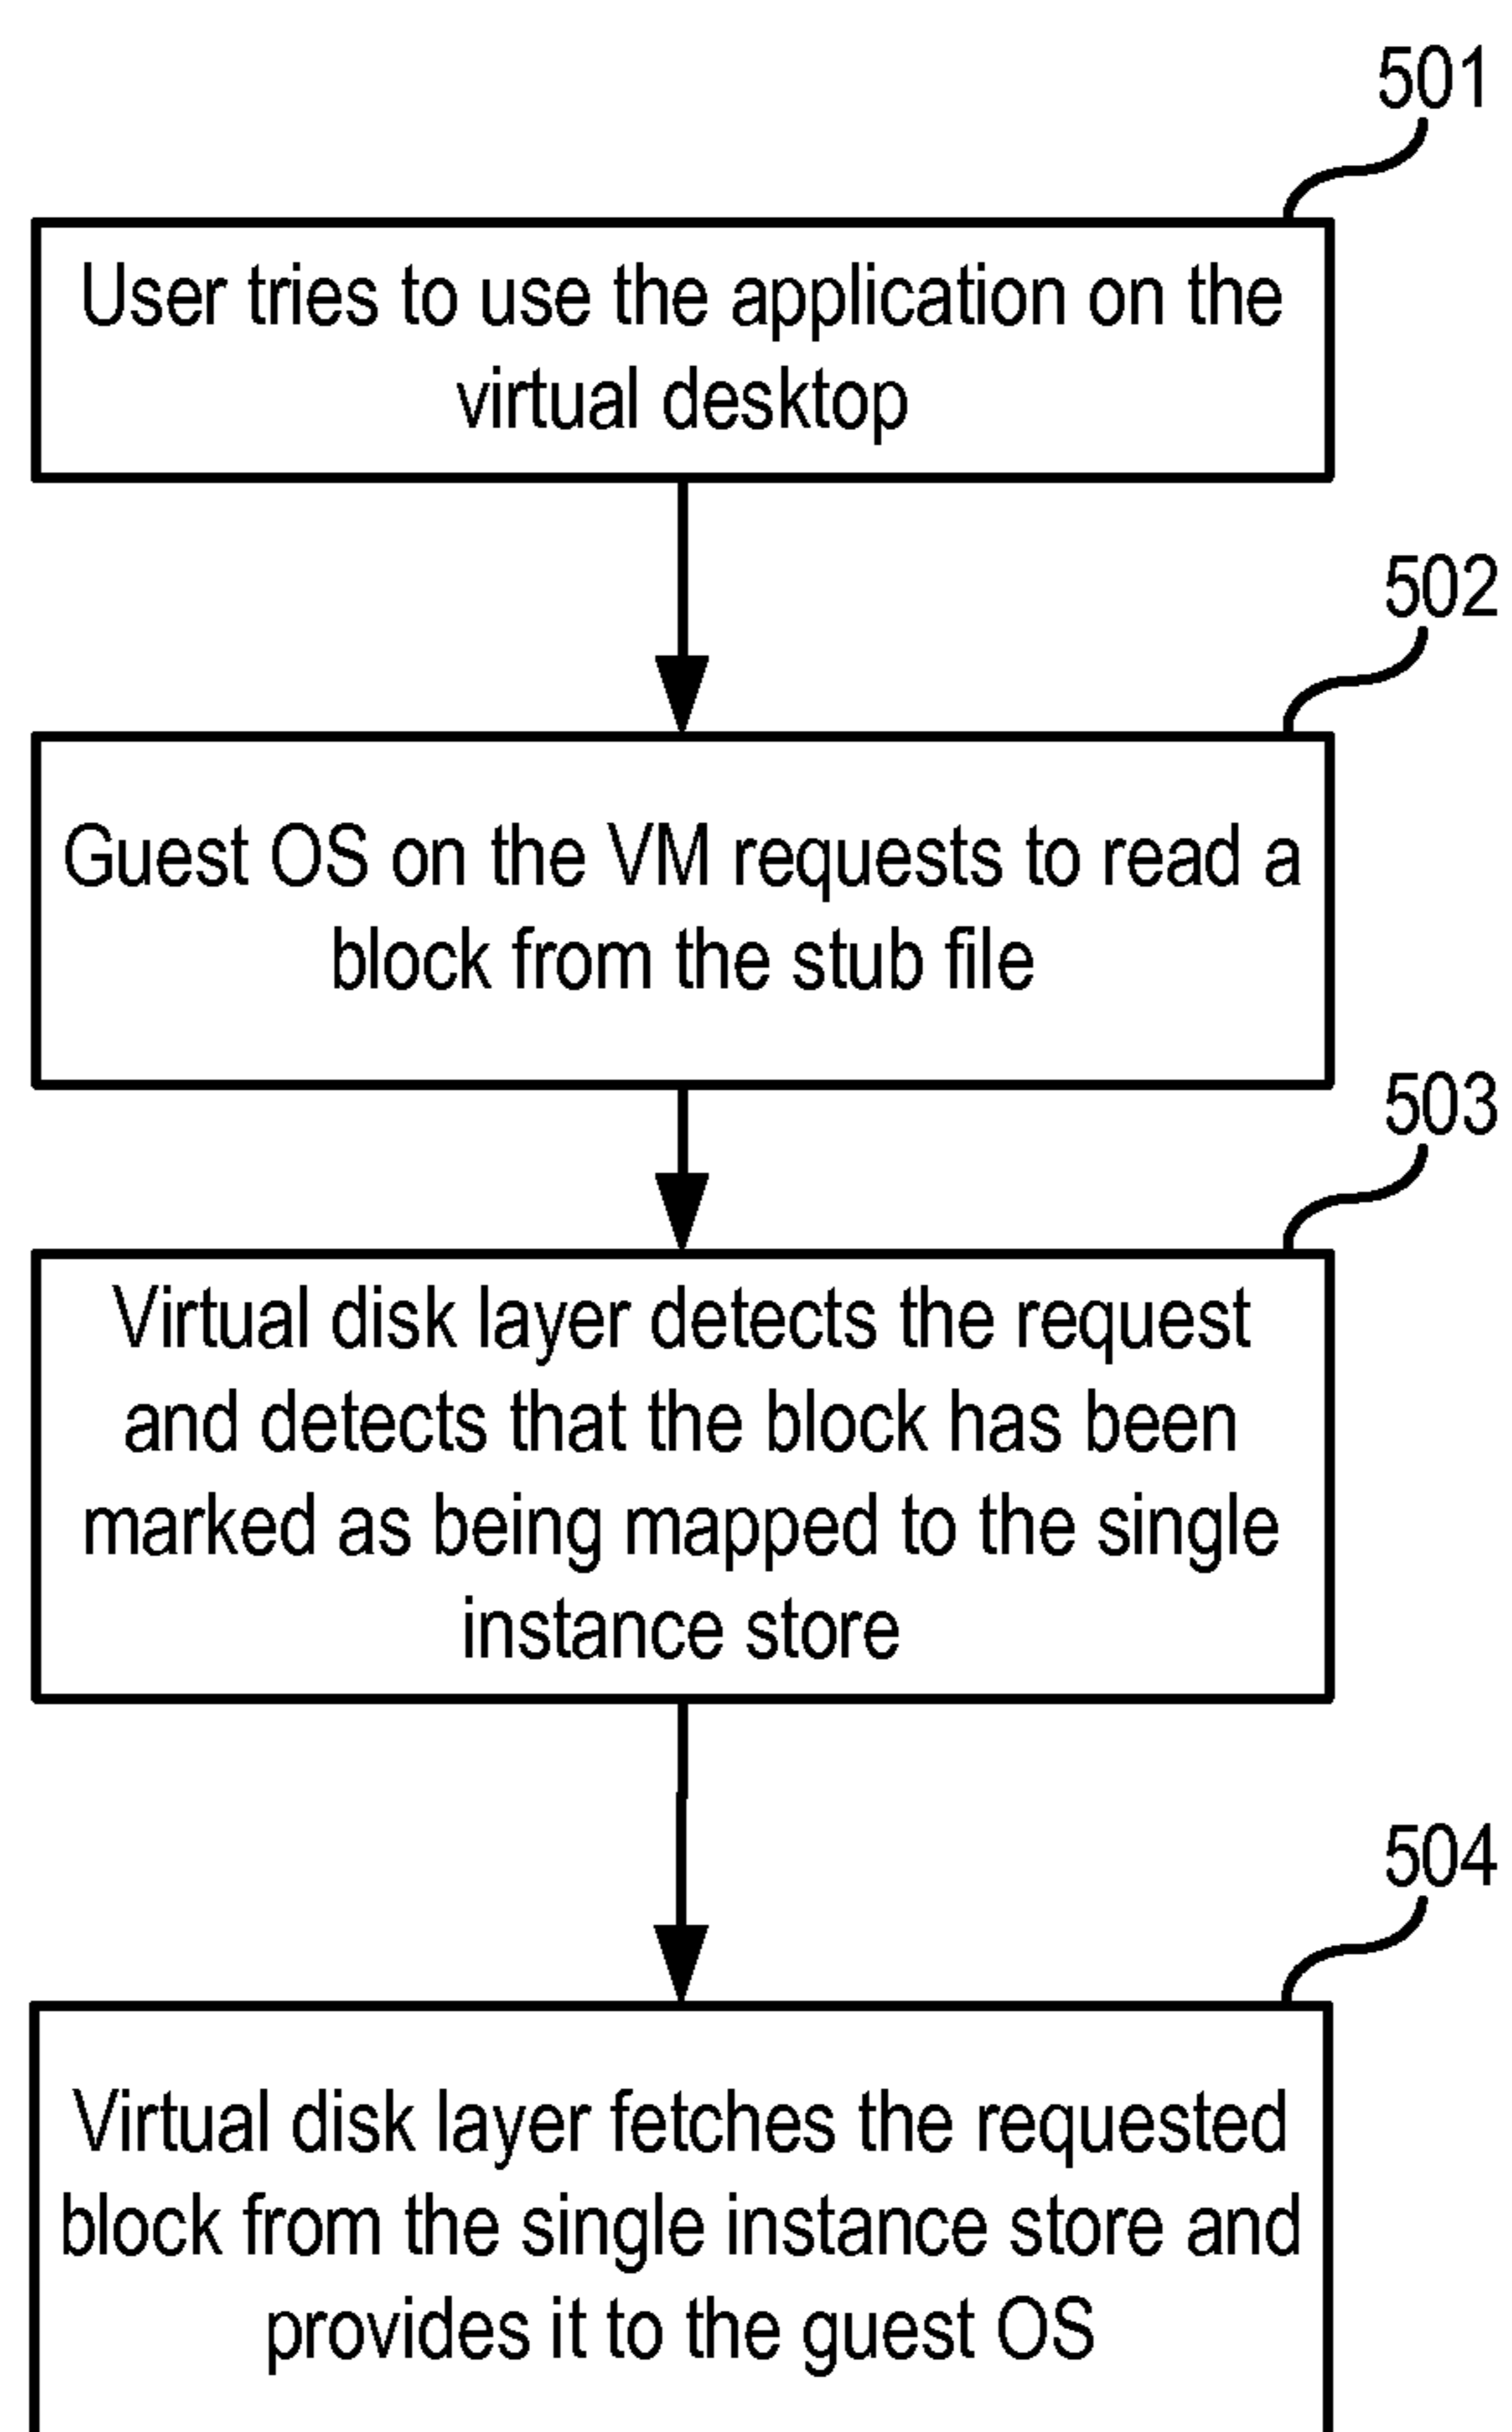 501
User tries to use the application on the
virtual desktop
502
Guest OS on the VM requests to read a
block from the stub file
503
Virtual disk layer detects the request
and detects that the block has been
marked as being mapped to the single
instance store
504
Virtual disk layer fetches the requested
block from the single instance store and
provides it to the guest OS